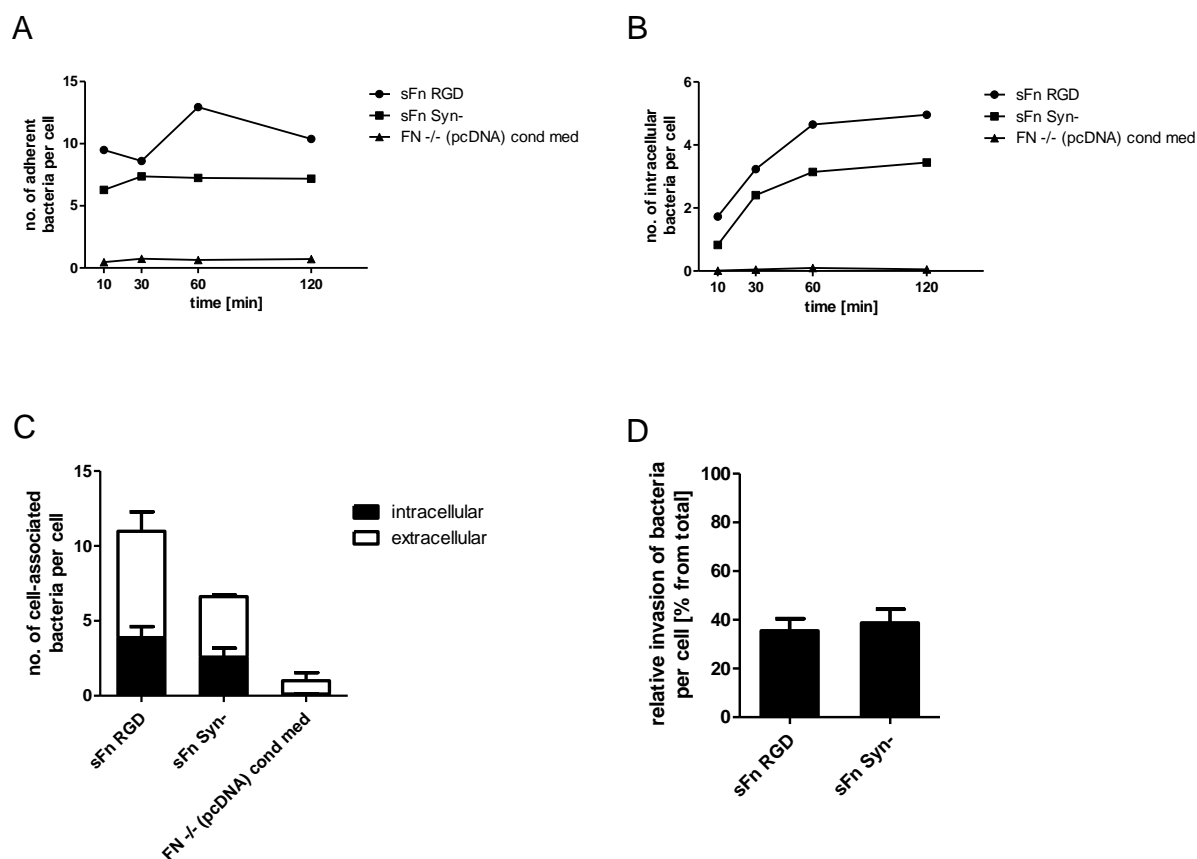 A
no. of adherent
bacteria per cell
15
10
5
0
10 30 60 120
time [min]
sFn RGD
sFn Syn-
FN -/- (pcDNA) cond med
B
no. of intracellular
bacteria per cell
6
4
2
0
10 30 60 120
time [min]
sFn RGD
sFn Syn-
FN -/- (pcDNA) cond med
C
no. of cell-associated
bacteria per cell
15
10
5
0
sFn RGD
sFn Syn-
FN -/- (pcDNA) cond med
intracellular
extracellular
D
relative invasion of bacteria
per cell [% from total]
100
80
60
40
20
0
sFn RGD
sFn Syn-